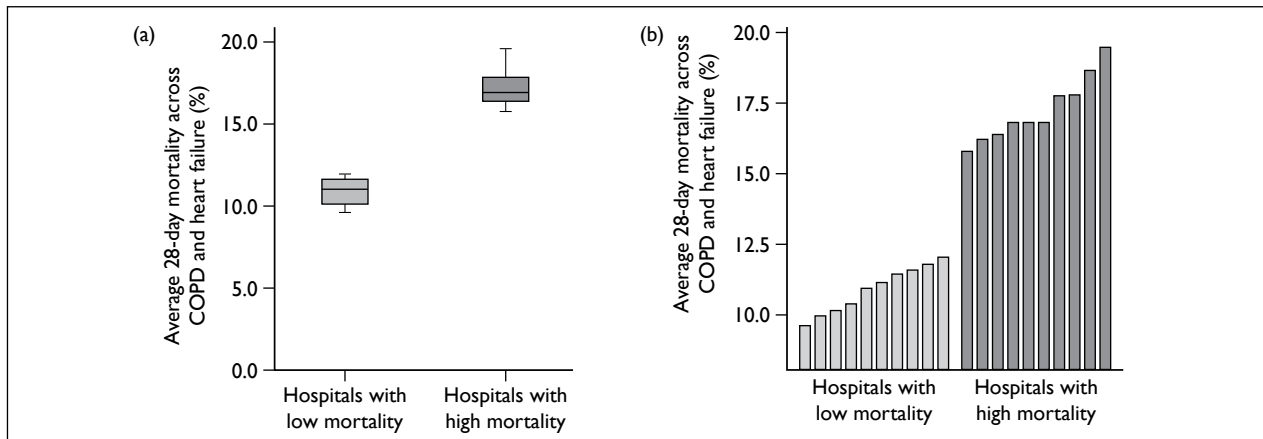 (a)
Average 28-day mortality across
COPD and heart failure (%)
20.0
15.0
10.0
5.0
0.0
Hospitals with
low mortality
Hospitals with
high mortality
(b)
Average 28-day mortality across
COPD and heart failure (%)
20.0
17.5
15.0
12.5
10.0
Hospitals with
low mortality
Hospitals with
high mortality